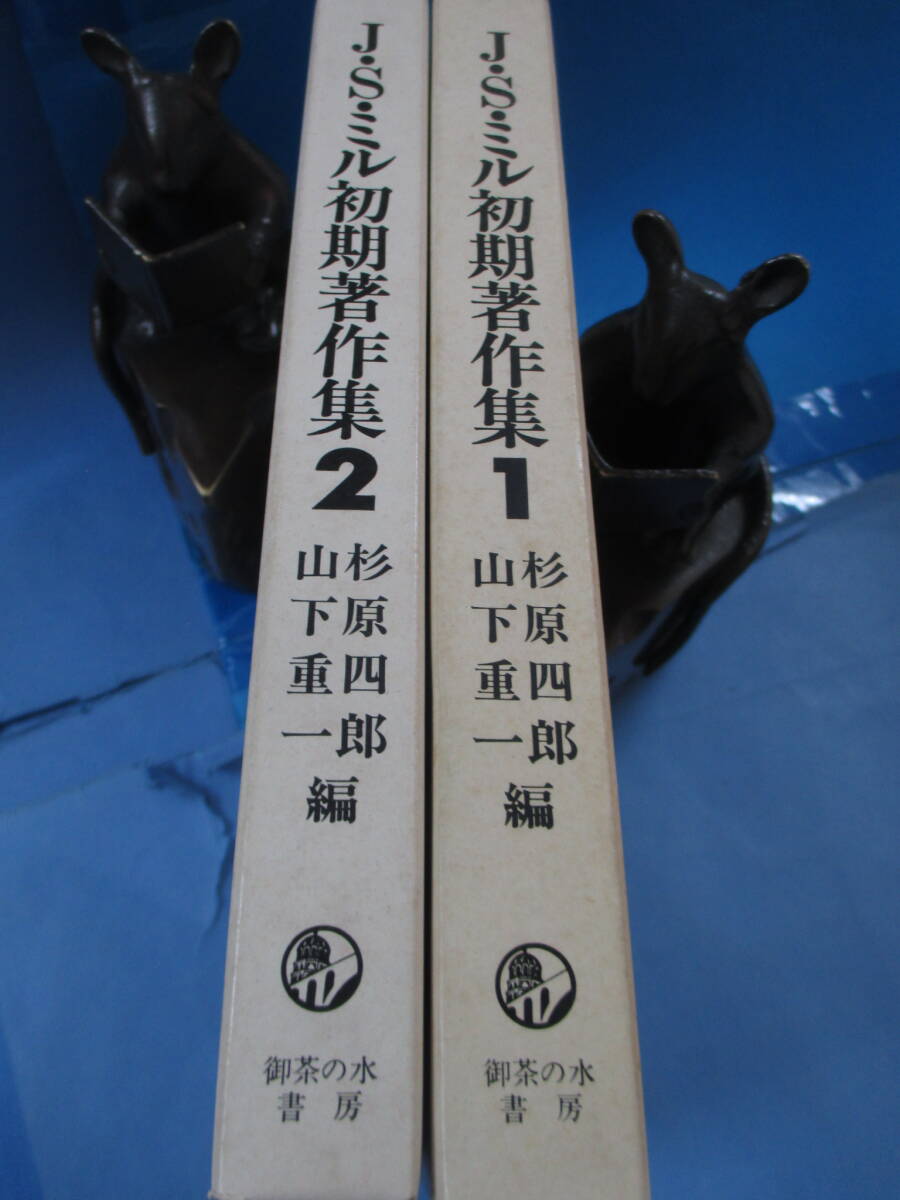 J・S・ミル初期著作集2
杉原四郎
山下重一編
御茶の水
書房
J・S・ミル初期著作集1
杉原四郎
山下重一編
御茶の水
書房